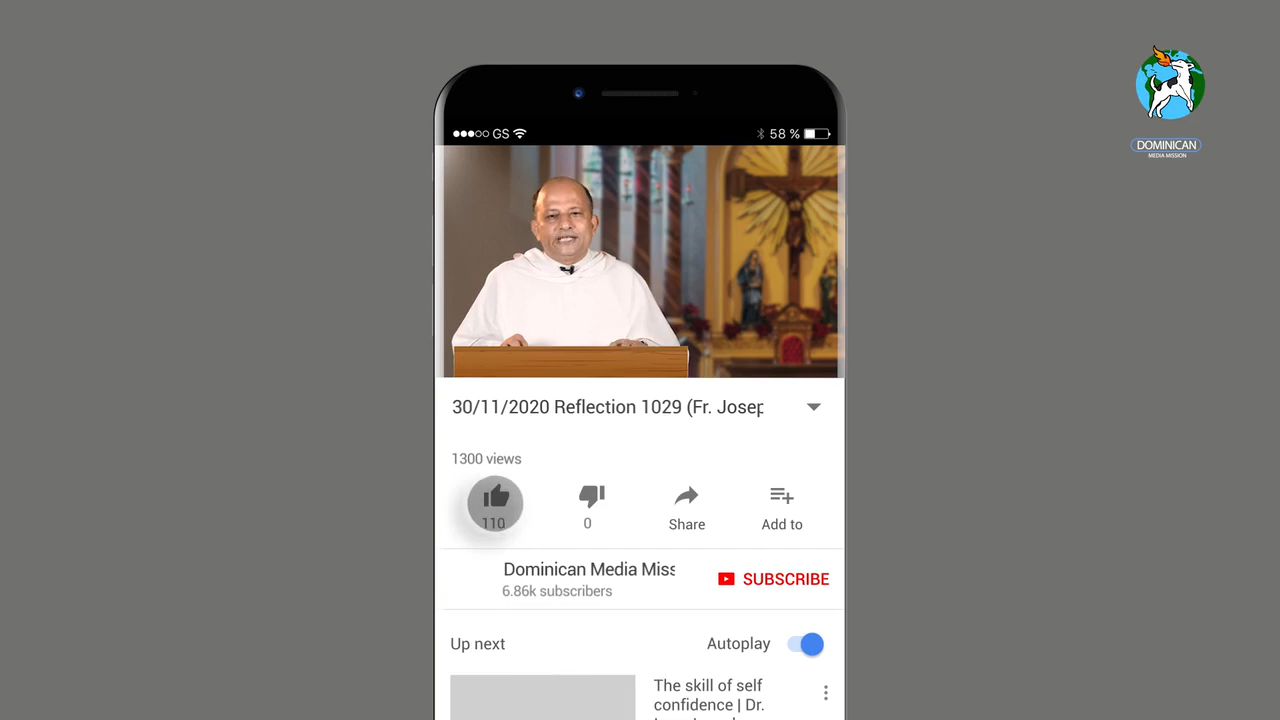 GS
58 %
DOMINICAN
MEDIA MISSION
30/11/2020 Reflection 1029 (Fr. Josep
1300 views
110
0
Share
Add to
Dominican Media Miss
6.86k subscribers
SUBSCRIBE
Up next
Autoplay
The skill of self
confidence | Dr.